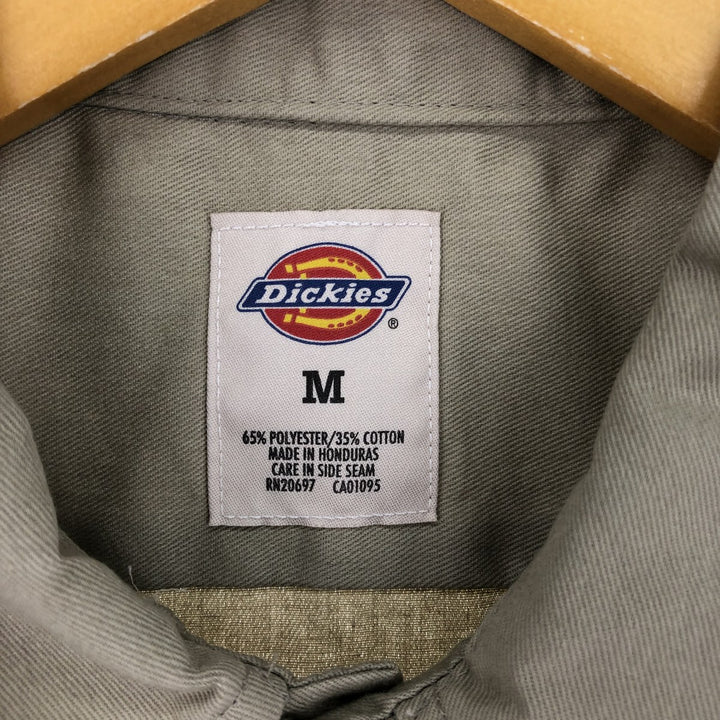 Dickies®
M
65% POLYESTER/35% COTTON
MADE IN HONDURAS
CARE IN SIDE SEAM
RN20697 CA01095